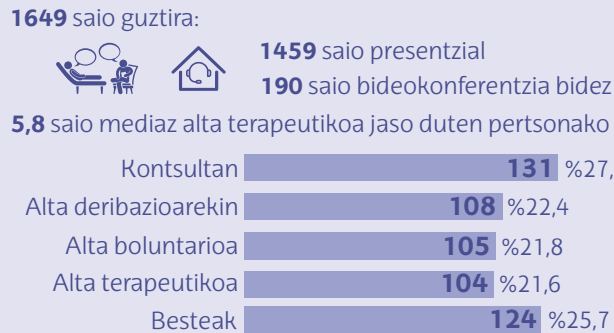 1649 saio guztira:
1459 saio presentzial
190 saio bideokonferentzia bidez
5,8 saio mediaz alta terapeutikoa jaso duten pertsonako
Kontsultan 131 %27,
Alta deribazioarekin 108 %22,4
Alta boluntarioa 105 %21,8
Alta terapeutikoa 104 %21,6
Besteak 124 %25,7